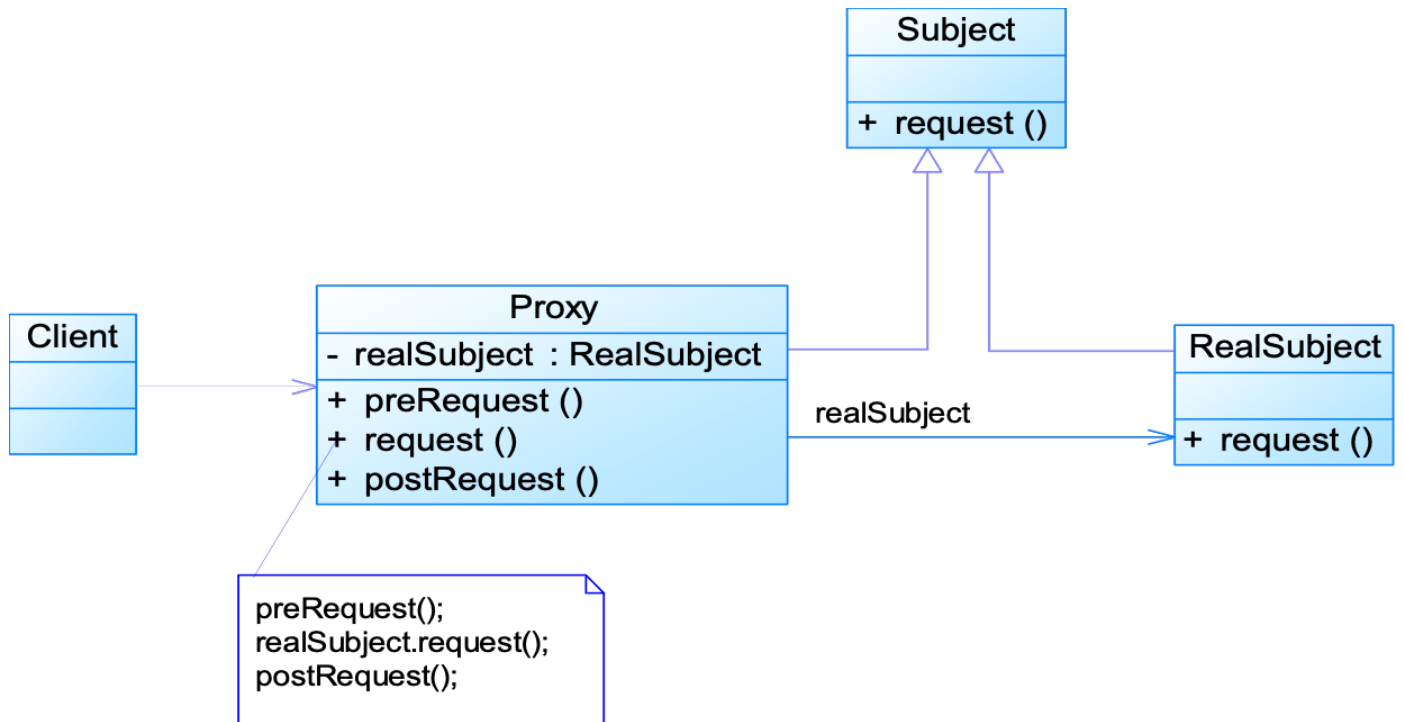 Subject
+ request ()
Client
Proxy
- realSubject : RealSubject
+ preRequest ()
+ request ()
+ postRequest ()
realSubject
RealSubject
+ request ()
preRequest();
realSubject.request();
postRequest();